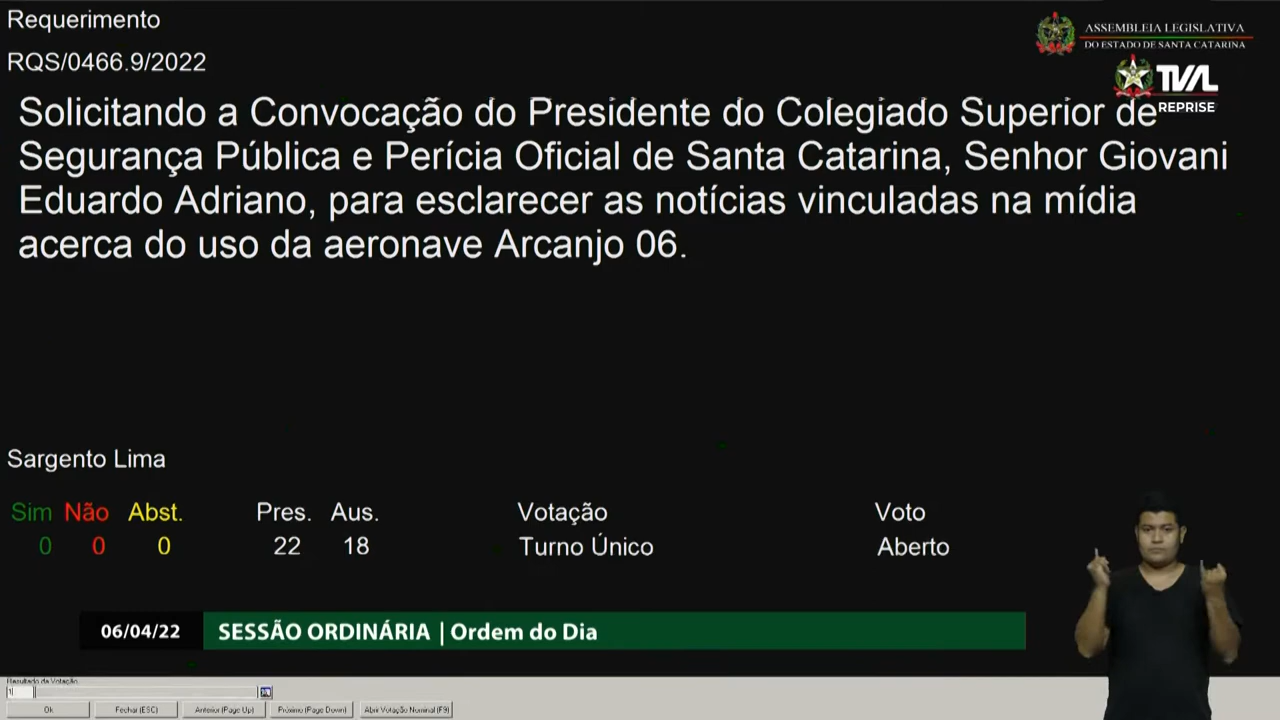 Requerimento
ASSEMBLEIA LEGISLATIVA
DO ESTADO DE SANTA CATARINA
RQS/0466.9/2022
TVAL
REPRISE
Solicitando a Convocação do Presidente do Colegiado Superior de
Segurança Pública e Perícia Oficial de Santa Catarina, Senhor Giovani
Eduardo Adriano, para esclarecer as notícias vinculadas na mídia
acerca do uso da aeronave Arcanjo 06.
Sargento Lima
Sim Não Abst. Pres. Aus. Votação Voto
0 0 0 22 18 Turno Único Aberto
06/04/22 SESSÃO ORDINÁRIA | Ordem do Dia
Resultado da Votação
Ok Fechar (ESC) Anterior (Page Up) Próximo (Page Down) Abrir Votação Nominal (F9)